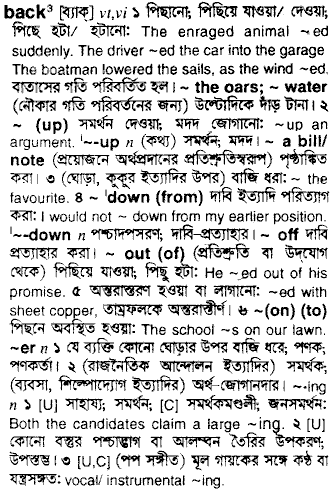 back³ [ব্যাক্] vt,vi ১ পিছানো; পিছিয়ে যাওয়া/ দেওয়া;
পিছে হটা/ হটানো: The enraged animal ~ed
suddenly. The driver ~ed the car into the garage
The boatman lowered the sails, as the wind ~ed.
বাতাসের গতি পরিবর্তিত হল। ~ the oars; ~ water
(নৌকার গতি পরিবর্তনের জন্য) উল্টোদিকে দাঁড় টানা। ২
~ (up) সমর্থন দেওয়া, মদদ জোগানো: ~up an
argument. '~-up n (কথ্য) সমর্থন; মদদ। ~ a bill/
note (প্রয়োজনে অর্থপ্রদানের প্রতিশ্রুতিস্বরূপ) পৃষ্ঠাঙ্কিত
করা। ৩ (ঘোড়া, কুকুর ইত্যাদির উপর) বাজি ধরা: ~ the
favourite. ৪ ~ 'down (from) দাবি ইত্যাদি পরিত্যাগ
করা: I would not ~ down from my earlier position.
'~-down n পশ্চাদপসরণ; দাবি-প্রত্যাহার। ~ off দাবি
প্রত্যাহার করা। ~ out (of) (প্রতিশ্রুতি বা উদযোগ
থেকে) পিছিয়ে যাওয়া; পিছু হটা: He ~ed out of his
promise. ৫ অন্তরাস্তরণ হওয়া বা লাগানো: ~ed with
sheet copper, তাম্রফলকে অন্তরাস্তীর্ণ। ৬ ~(on) (to)
পিছনে অবস্থিত হওয়া: The school ~s on our lawn.
~er n ১ যে ব্যক্তি কোনো ঘোড়ার উপর বাজি ধরে; পণক;
পণকর্তা। ২ (রাজনৈতিক আন্দোলন ইত্যাদির) সমর্থক;
(ব্যবসা, শিল্পোদ্যোগ ইত্যাদির) অর্থ-জোগানদার। ~ing
n ১ [U] সাহায্য; সমর্থন; [C] সমর্থকমণ্ডলী; জনসমর্থন:
Both the candidates claim a large ~ing. ২ [U]
কোনো বস্তুর পশ্চাদ্ভাগ বা আলম্বন তৈরির উপকরণ;
উপস্তম্ভ। ৩ [U,C] (পপ সঙ্গীত) মূল গায়কের সঙ্গে কণ্ঠ বা
যন্ত্রসঙ্গত: vocal/ instrumental ~ing.